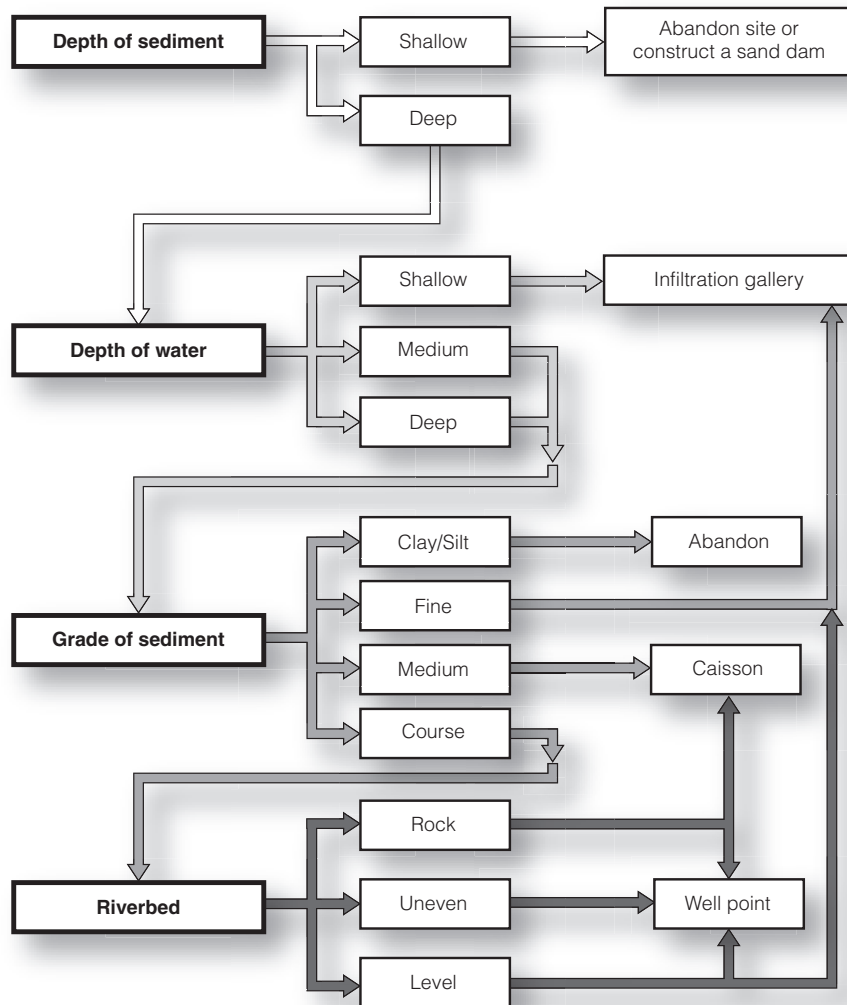 Depth of sediment
Shallow
Abandon site or
construct a sand dam
Deep
Shallow
Infiltration gallery
Depth of water
Medium
Deep
Clay/Silt
Abandon
Fine
Grade of sediment
Medium
Caisson
Course
Rock
Riverbed
Uneven
Well point
Level